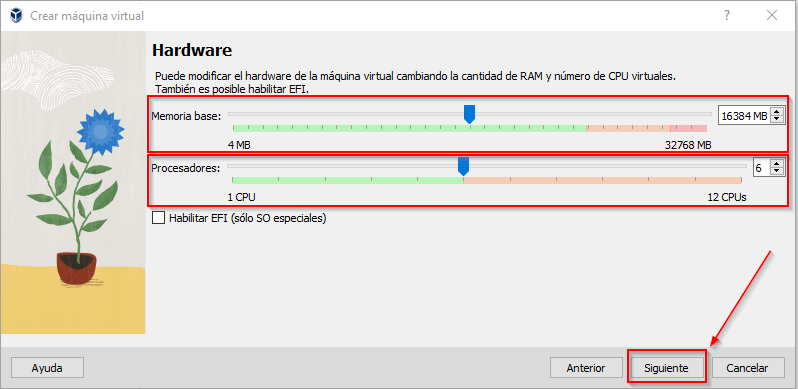 Crear máquina virtual
Hardware
Puede modificar el hardware de la máquina virtual cambiando la cantidad de RAM y número de CPU virtuales.
También es posible habilitar EFI.
Memoria base: 16384 MB
4 MB 32768 MB
Procesadores: 6
1 CPU 12 CPUs
Habilitar EFI (sólo SO especiales)
Ayuda Anterior Siguiente Cancelar